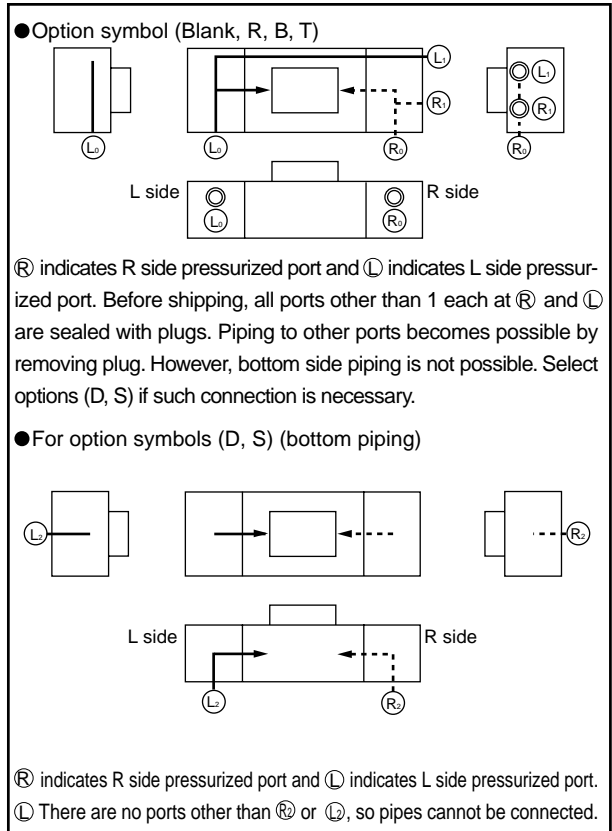 ●Option symbol (Blank, R, B, T)
L₁
L₁
R₁
R₁
L₀
L₀
R₀
R₀
L side
R side
L₀
R₀
Ⓡ indicates R side pressurized port and Ⓛ indicates L side pressur-
ized port. Before shipping, all ports other than 1 each at Ⓡ and Ⓛ
are sealed with plugs. Piping to other ports becomes possible by
removing plug. However, bottom side piping is not possible. Select
options (D, S) if such connection is necessary.
●For option symbols (D, S) (bottom piping)
L₂
R₂
L side
R side
L₂
R₂
Ⓡ indicates R side pressurized port and Ⓛ indicates L side pressurized port.
Ⓛ There are no ports other than R₂ or L₂, so pipes cannot be connected.